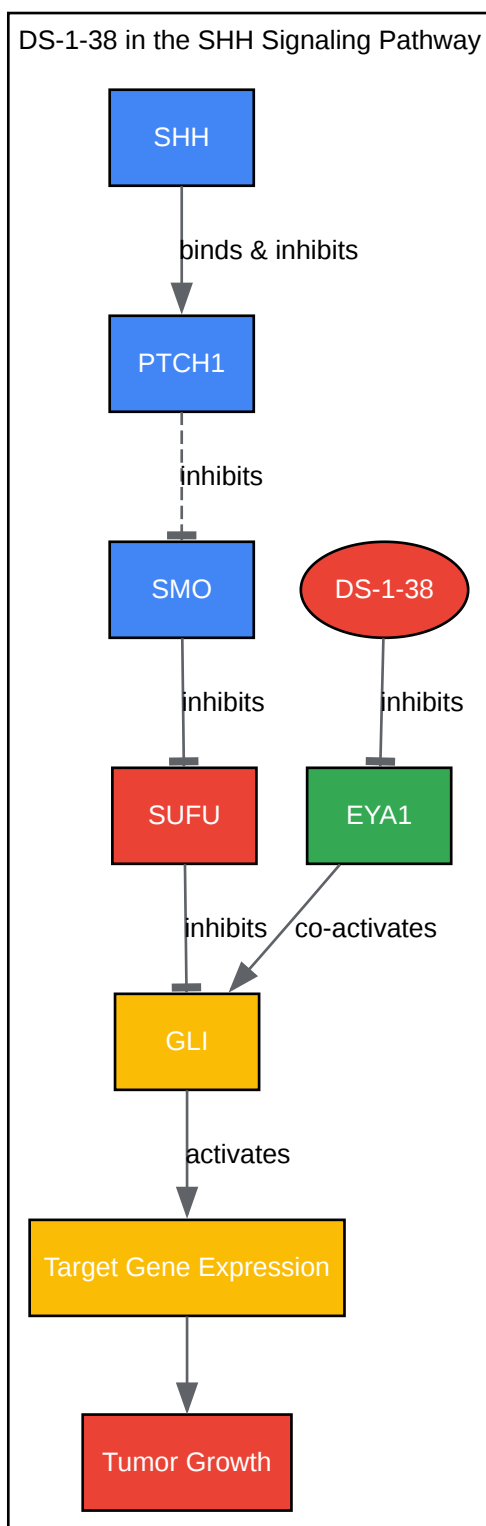 DS-1-38 in the SHH Signaling Pathway
SHH
binds & inhibits
PTCH1
inhibits
SMO
DS-1-38
inhibits
inhibits
SUFU
EYA1
inhibits
co-activates
GLI
activates
Target Gene Expression
Tumor Growth